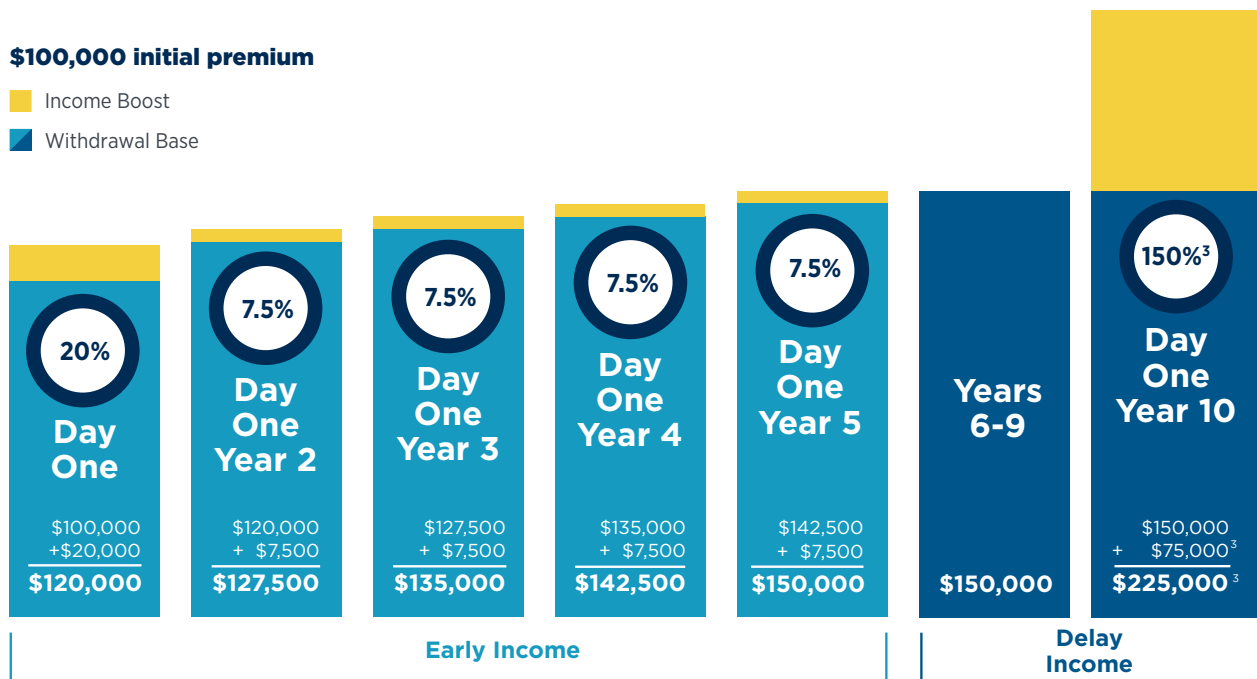 $100,000 initial premium
Income Boost
Withdrawal Base
20%
Day
One
$100,000
+$20,000
$120,000
7.5%
Day
One
Year 2
$120,000
+ $7,500
$127,500
7.5%
Day
One
Year 3
$127,500
+ $7,500
$135,000
7.5%
Day
One
Year 4
$135,000
+ $7,500
$142,500
7.5%
Day
One
Year 5
$142,500
+ $7,500
$150,000
Years
6-9
$150,000
150%³
Day
One
Year 10
$150,000
+ $75,000³
$225,000³
Early Income
Delay
Income